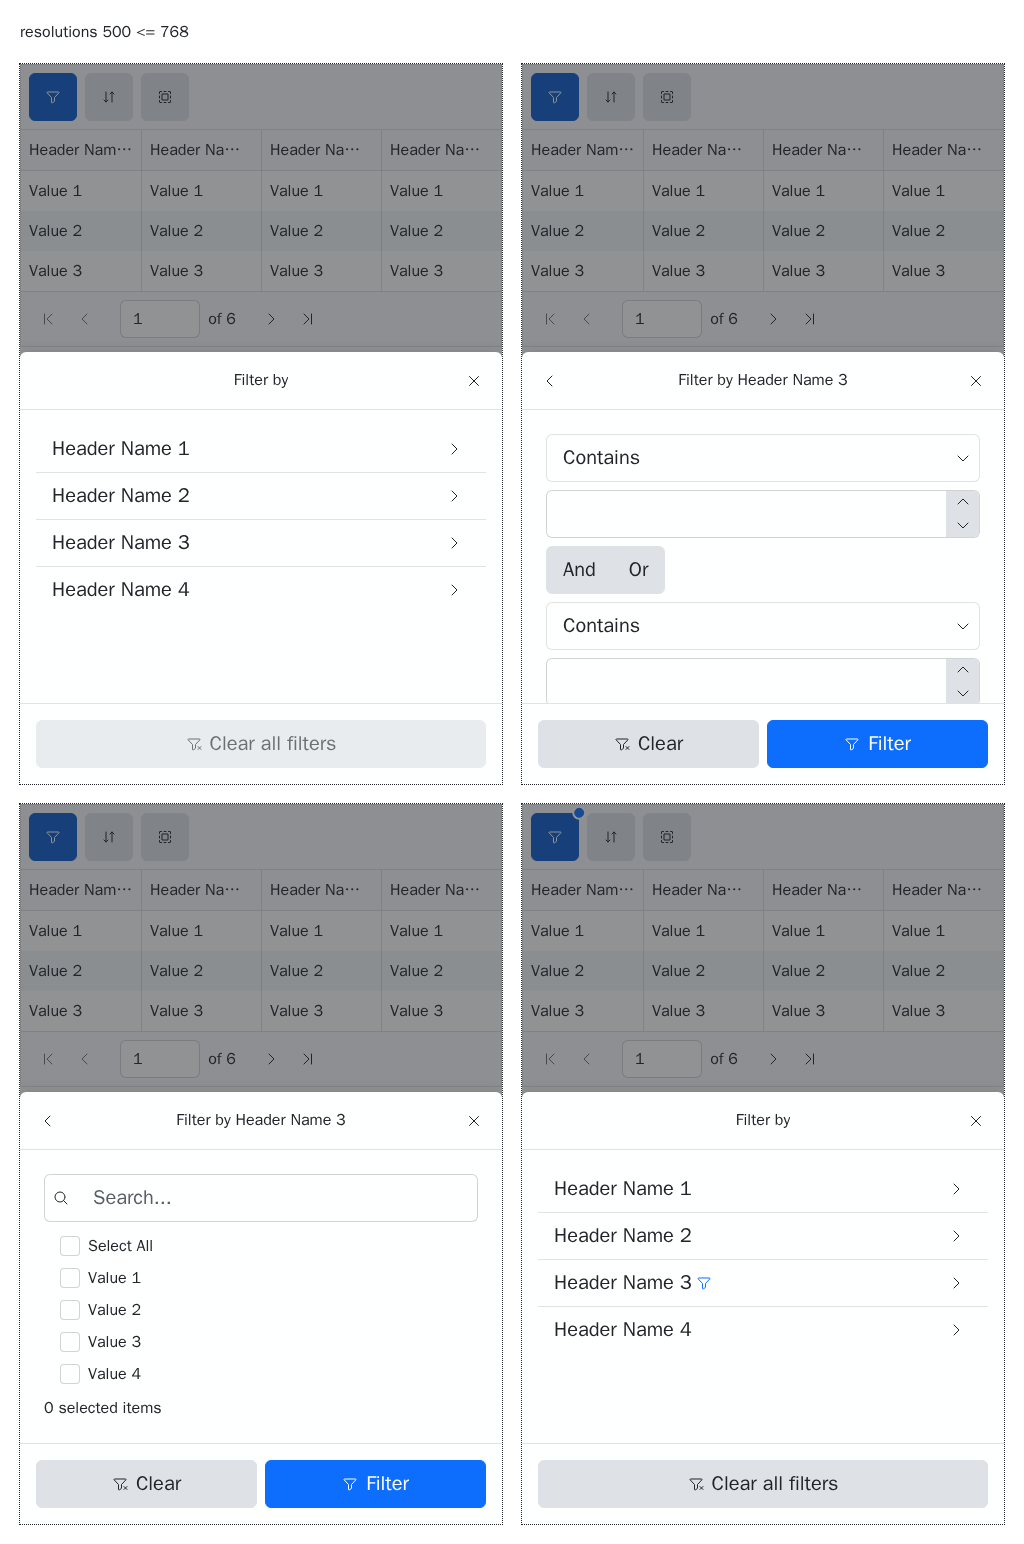 resolutions 500 <= 768
Header Nam··· Header Na··· Header Na··· Header Na···
Value 1 Value 1 Value 1 Value 1
Value 2 Value 2 Value 2 Value 2
Value 3 Value 3 Value 3 Value 3
1 of 6
Filter by
Header Name 1
Header Name 2
Header Name 3
Header Name 4
Clear all filters
Header Nam··· Header Na··· Header Na··· Header Na···
Value 1 Value 1 Value 1 Value 1
Value 2 Value 2 Value 2 Value 2
Value 3 Value 3 Value 3 Value 3
1 of 6
Filter by Header Name 3
Contains
And Or
Contains
Clear Filter
Header Nam··· Header Na··· Header Na··· Header Na···
Value 1 Value 1 Value 1 Value 1
Value 2 Value 2 Value 2 Value 2
Value 3 Value 3 Value 3 Value 3
1 of 6
Filter by Header Name 3
Search...
Select All
Value 1
Value 2
Value 3
Value 4
0 selected items
Clear Filter
Header Nam··· Header Na··· Header Na··· Header Na···
Value 1 Value 1 Value 1 Value 1
Value 2 Value 2 Value 2 Value 2
Value 3 Value 3 Value 3 Value 3
1 of 6
Filter by
Header Name 1
Header Name 2
Header Name 3
Header Name 4
Clear all filters